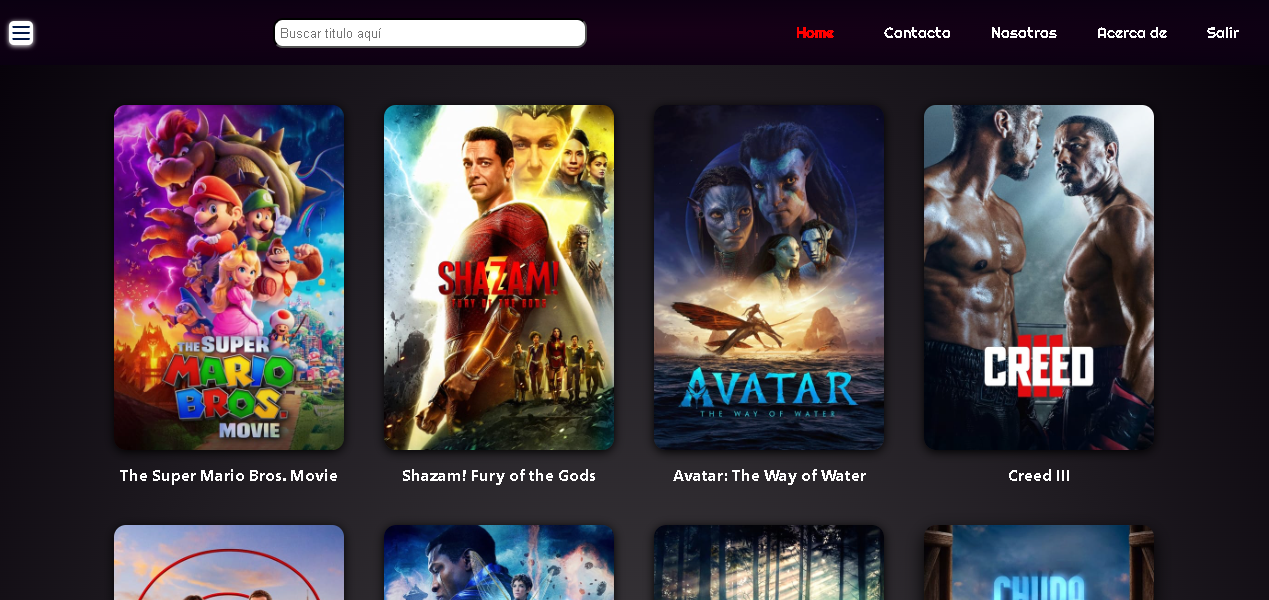 Buscar titulo aquí
Home
Contacto
Nosotros
Acerca de
Salir
THE SUPER
MARIO
BROS.
MOVIE
SHAZAM!
FURY OF THE GODS
AVATAR
THE WAY OF WATER
CREED
III
The Super Mario Bros. Movie
Shazam! Fury of the Gods
Avatar: The Way of Water
Creed III
CHUPA